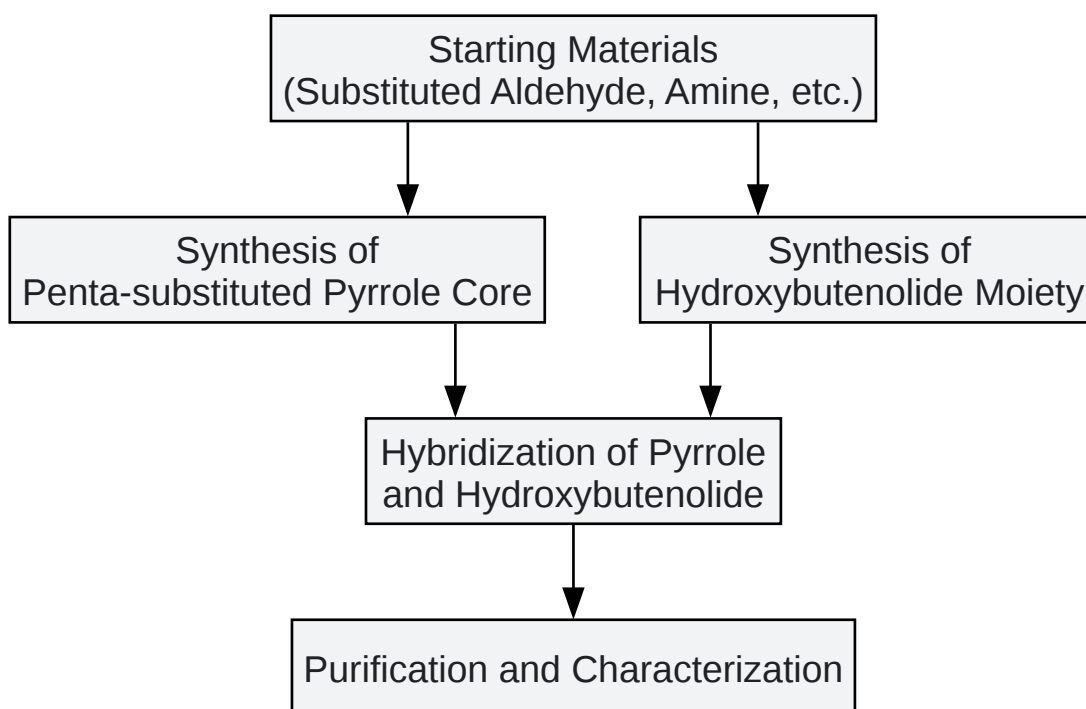 Starting Materials
(Substituted Aldehyde, Amine, etc.)
Synthesis of
Penta-substituted Pyrrole Core
Synthesis of
Hydroxybutenolide Moiety
Hybridization of Pyrrole
and Hydroxybutenolide
Purification and Characterization